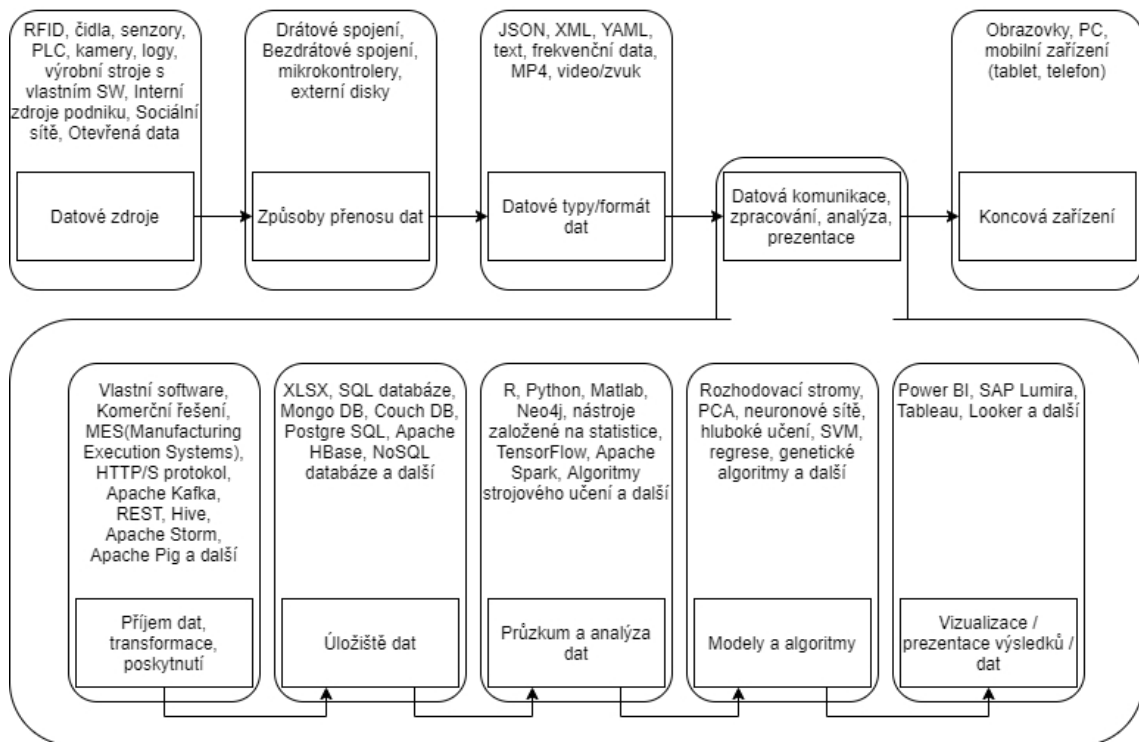 RFID, čidla, senzory,
PLC, kamery, logy,
výrobní stroje s
vlastním SW, Interní
zdroje podniku, Sociální
sítě, Otevřená data
Datové zdroje
Drátové spojení,
Bezdrátové spojení,
mikrokontrolery,
externí disky
Způsoby přenosu dat
JSON, XML, YAML,
text, frekvenční data,
MP4, video/zvuk
Datové typy/formát
dat
Datová komunikace,
zpracování, analýza,
prezentace
Obrazovky, PC,
mobilní zařízení
(tablet, telefon)
Koncová zařízení
Vlastní software,
Komerční řešení,
MES(Manufacturing
Execution Systems),
HTTP/S protokol,
Apache Kafka,
REST, Hive,
Apache Storm,
Apache Pig a další
Příjem dat,
transformace,
poskytnutí
XLSX, SQL databáze,
Mongo DB, Couch DB,
Postgre SQL, Apache
HBase, NoSQL
databáze a další
Úložiště dat
R, Python, Matlab,
Neo4j, nástroje
založené na statistice,
TensorFlow, Apache
Spark, Algoritmy
strojového učení a další
Průzkum a analýza
dat
Rozhodovací stromy,
PCA, neuronové sítě,
hluboké učení, SVM,
regrese, genetické
algoritmy a další
Modely a algoritmy
Power BI, SAP Lumira,
Tableau, Looker a další
Vizualizace /
prezentace výsledků /
dat